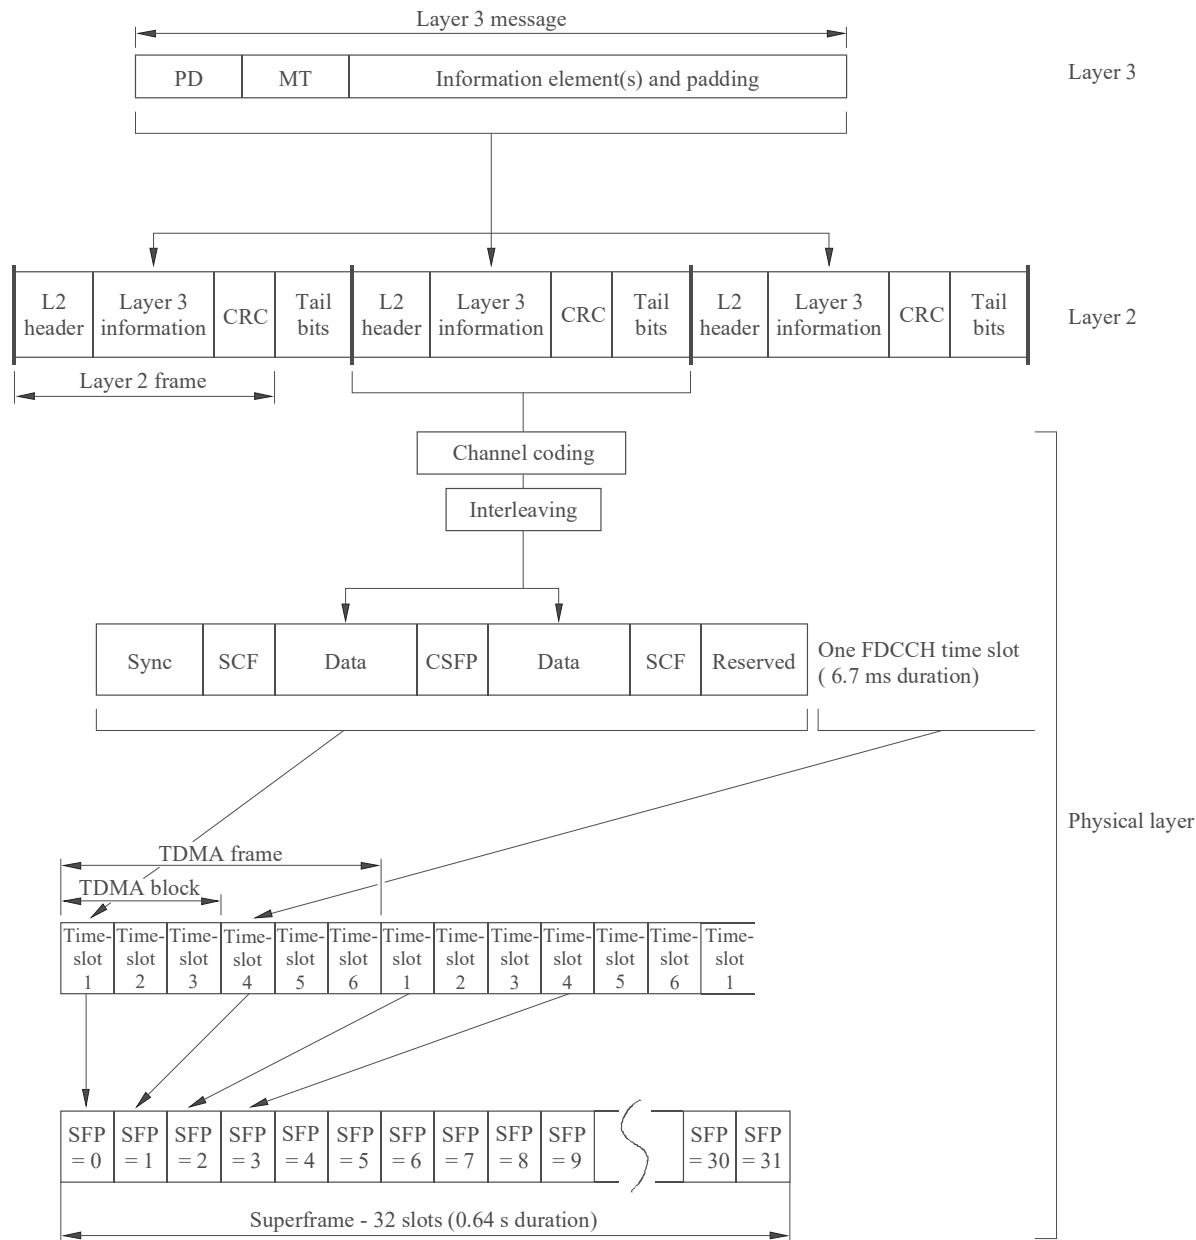 Layer 3 message
PD MT Information element(s) and padding
Layer 3
L2 header Layer 3 information CRC Tail bits L2 header Layer 3 information CRC Tail bits L2 header Layer 3 information CRC Tail bits
Layer 2
Layer 2 frame
Channel coding
Interleaving
Sync SCF Data CSFP Data SCF Reserved
One FDCCH time slot
( 6.7 ms duration)
Physical layer
TDMA frame
TDMA block
Time- Time- Time- Time- Time- Time- Time- Time- Time- Time- Time- Time- Time-
slot slot slot slot slot slot slot slot slot slot slot slot slot
1 2 3 4 5 6 1 2 3 4 5 6 1
SFP SFP SFP SFP SFP SFP SFP SFP SFP SFP SFP SFP
= 0 = 1 = 2 = 3 = 4 = 5 = 6 = 7 = 8 = 9 = 30 = 31
Superframe - 32 slots (0.64 s duration)